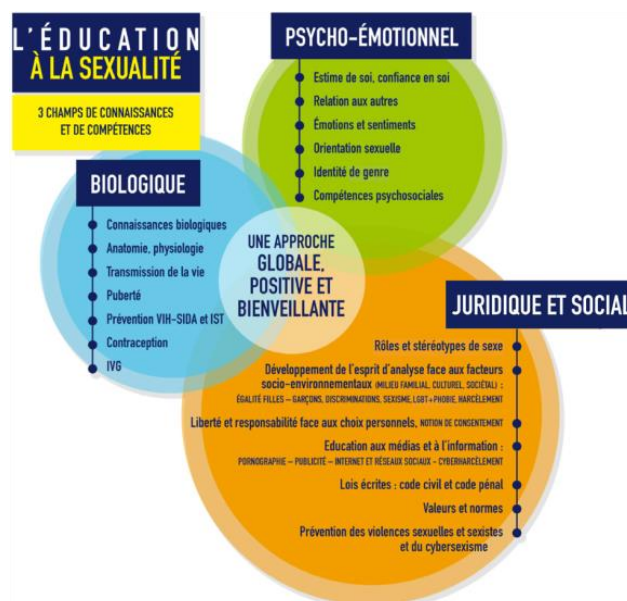 L'ÉDUCATION
À LA SEXUALITÉ
3 CHAMPS DE CONNAISSANCES
ET DE COMPÉTENCES
PSYCHO-ÉMOTIONNEL
Estime de soi, confiance en soi
Relation aux autres
Émotions et sentiments
Orientation sexuelle
Identité de genre
Compétences psychosociales
BIOLOGIQUE
Connaissances biologiques
Anatomie, physiologie
Transmission de la vie
Puberté
Prévention VIH-SIDA et IST
Contraception
IVG
UNE APPROCHE
GLOBALE,
POSITIVE ET
BIENVEILLANTE
JURIDIQUE ET SOCIAL
Rôles et stéréotypes de sexe
Développement de l'esprit d'analyse face aux facteurs
socio-environnementaux (MILIEU FAMILIAL, CULTUREL, SOCIÉTAL) :
ÉGALITÉ FILLES – GARÇONS, DISCRIMINATIONS, SEXISME, LGBT+PHOBIE, HARCÈLEMENT
Liberté et responsabilité face aux choix personnels, NOTION DE CONSENTEMENT
Education aux médias et à l'information :
PORNOGRAPHIE – PUBLICITÉ – INTERNET ET RÉSEAUX SOCIAUX - CYBERHARCÈLEMENT
Lois écrites : code civil et code pénal
Valeurs et normes
Prévention des violences sexuelles et sexistes
et du cybersexisme